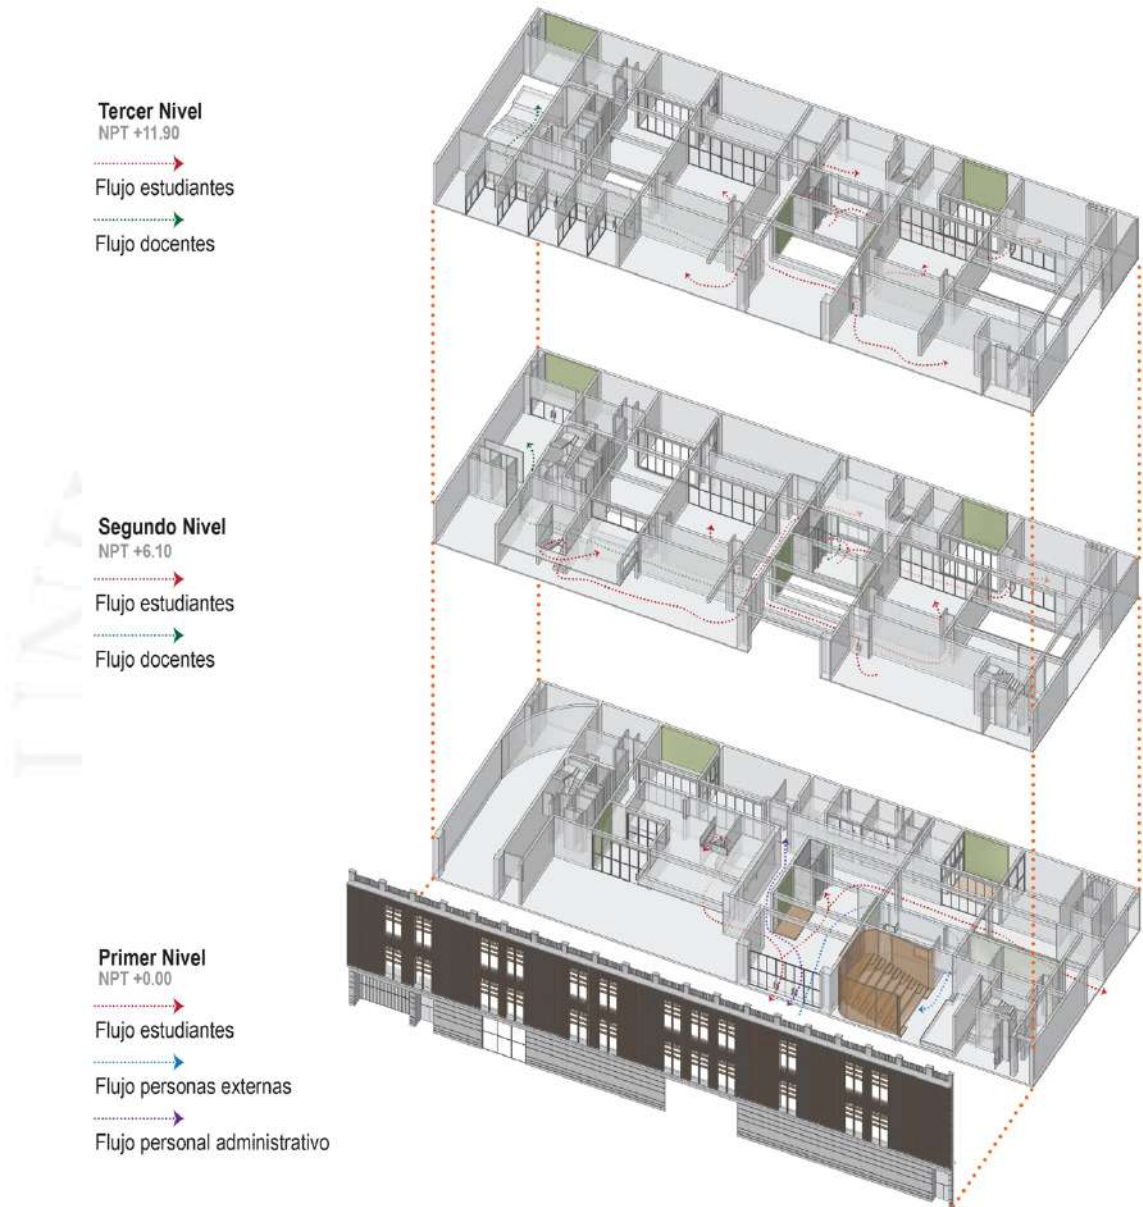 Tercer Nivel
NPT +11.90
Flujo estudiantes
Flujo docentes
Segundo Nivel
NPT +6.10
Flujo estudiantes
Flujo docentes
Primer Nivel
NPT +0.00
Flujo estudiantes
Flujo personas externas
Flujo personal administrativo